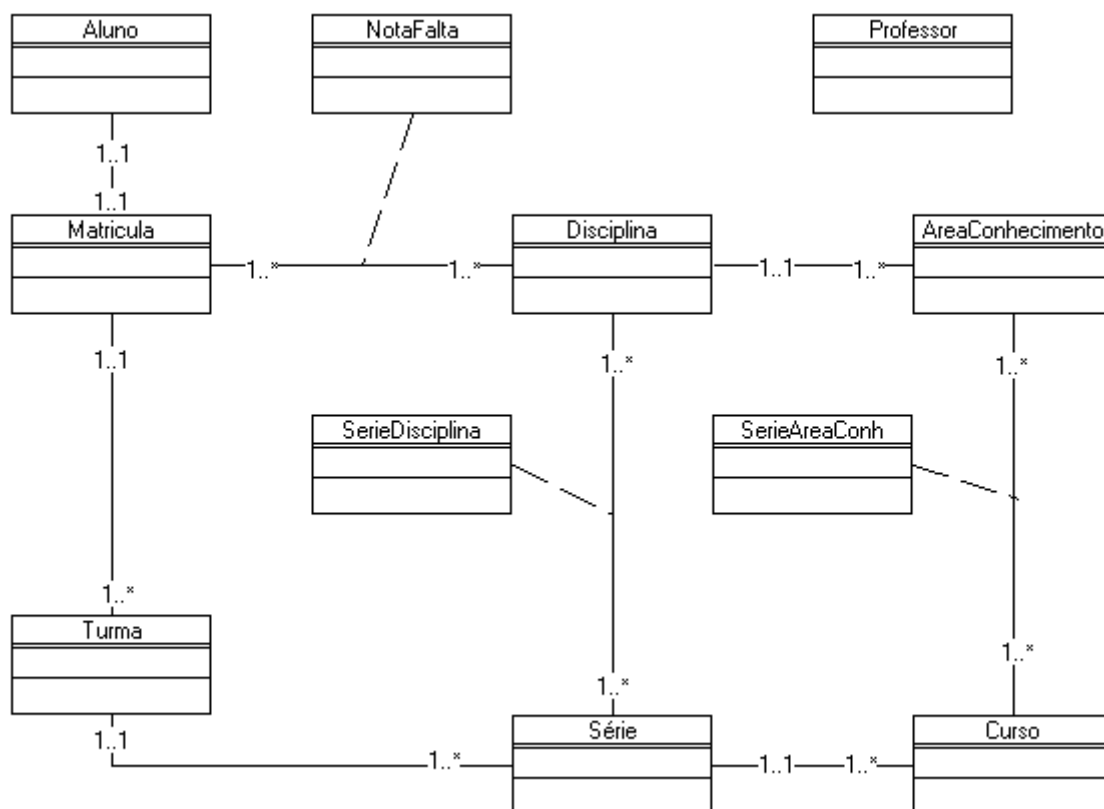 Aluno
NotaFalta
Professor
1..1
1..1
Matricula
Disciplina
AreaConhecimento
1..*
1..*
1..1
1..*
1..1
1..*
1..*
SerieDisciplina
SerieAreaConh
1..*
Turma
1..*
1..*
Série
Curso
1..1
1..*
1..1
1..*